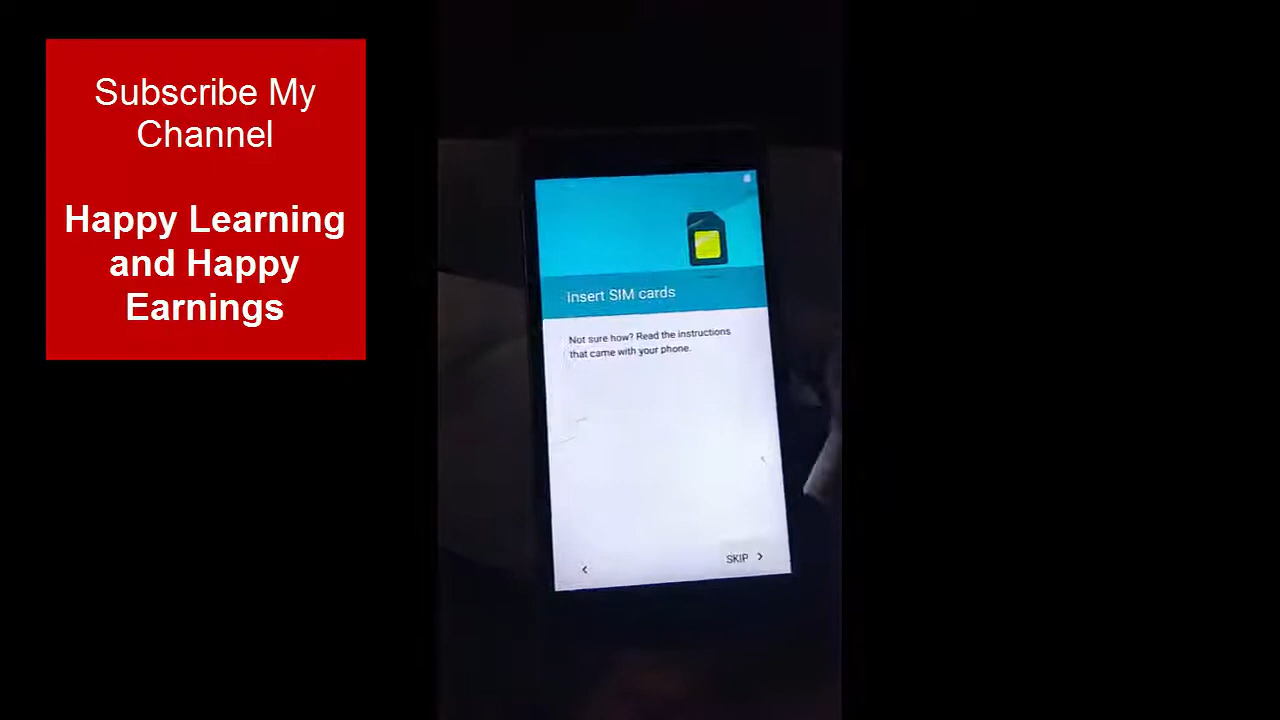 Subscribe My
Channel
Happy Learning
and Happy
Earnings
Insert SIM cards
Not sure how? Read the instructions
that came with your phone.
SKIP